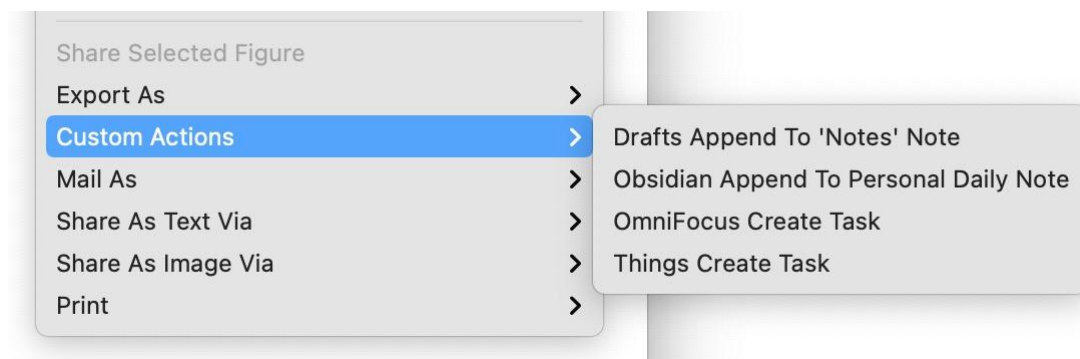 Share Selected Figure
Export As
Custom Actions
Mail As
Share As Text Via
Share As Image Via
Print
Drafts Append To 'Notes' Note
Obsidian Append To Personal Daily Note
OmniFocus Create Task
Things Create Task